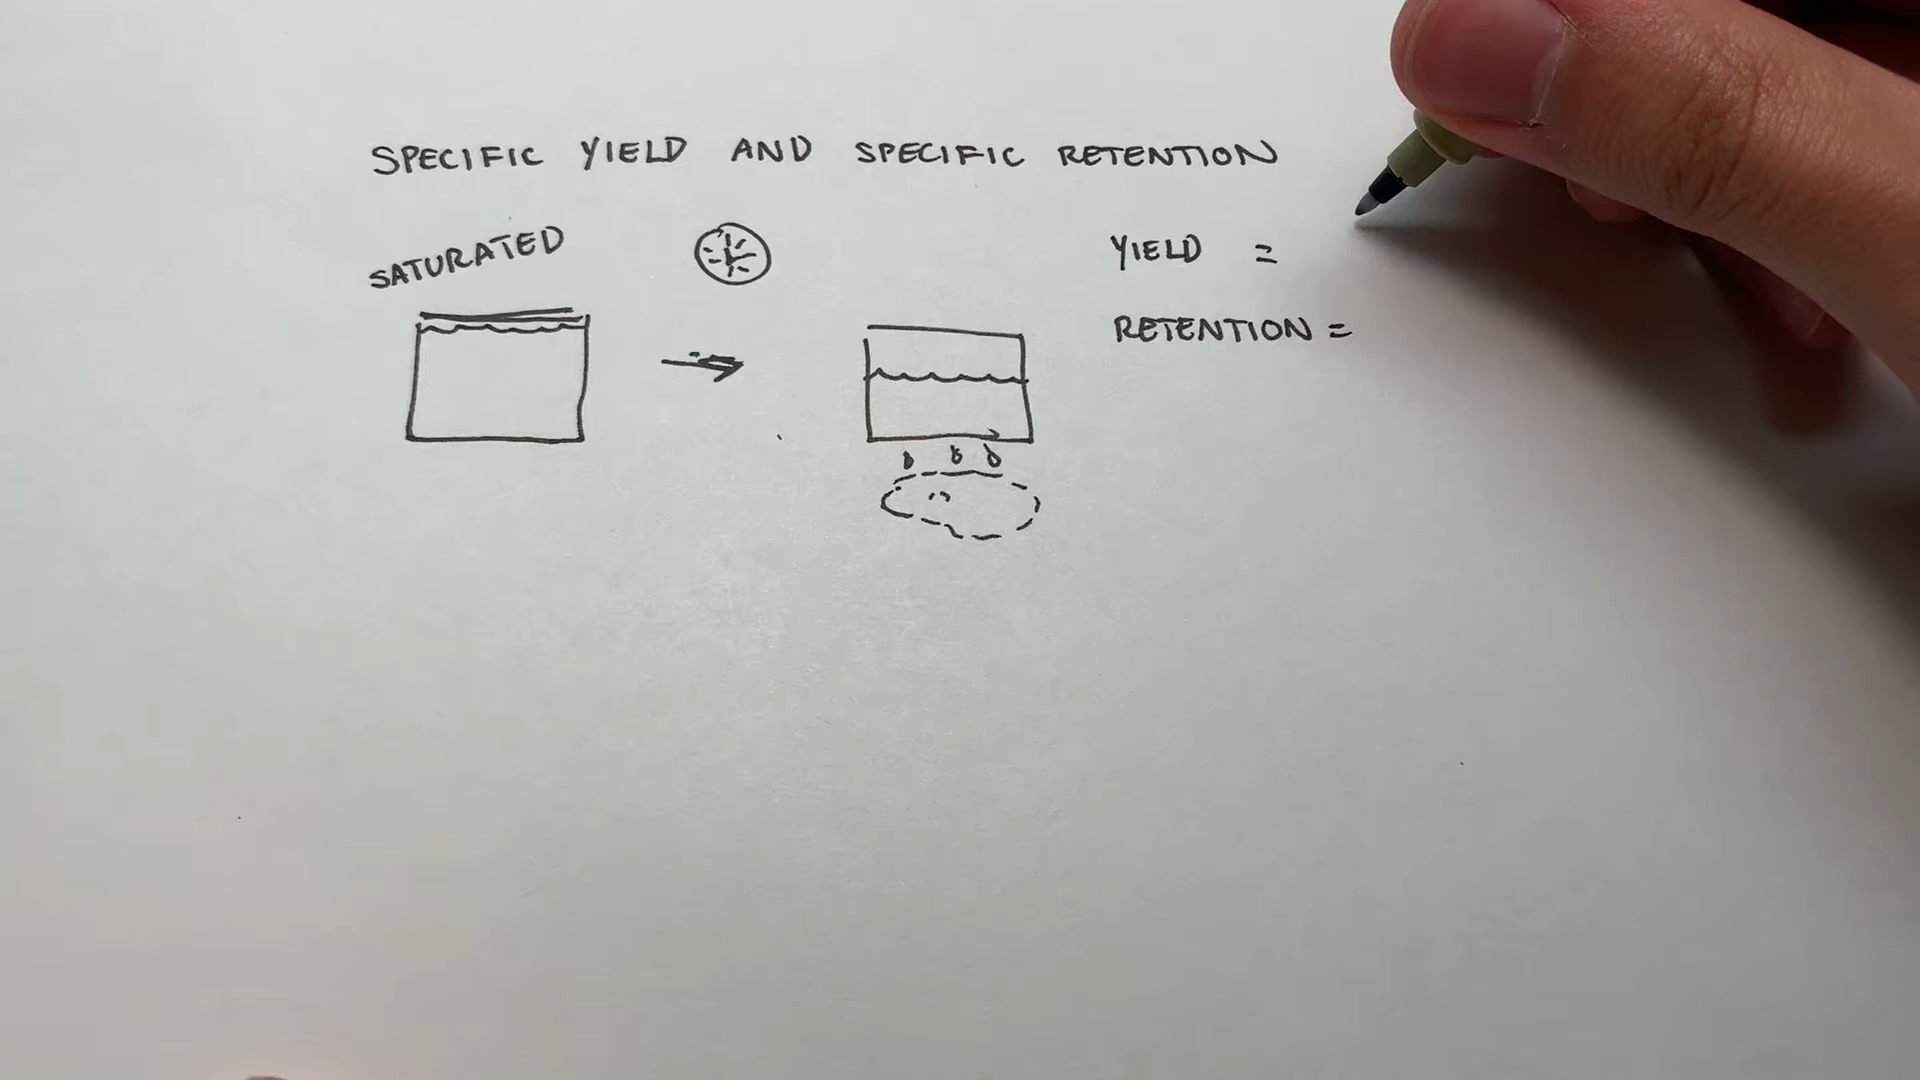 SPECIFIC YIELD AND SPECIFIC RETENTION
SATURATED
YIELD =
RETENTION =